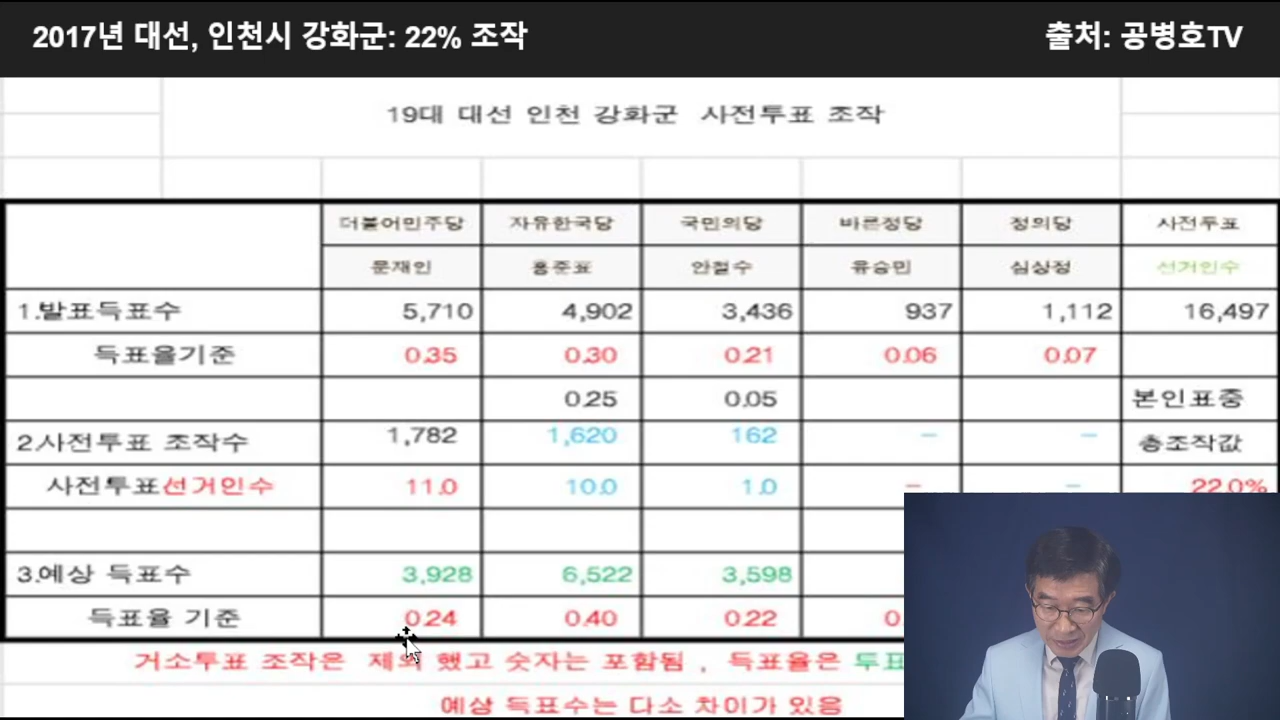 2017년 대선, 인천시 강화군: 22% 조작
출처: 공병호TV
19대 대선 인천 강화군 사전투표 조작
더불어민주당 자유한국당 국민의당 바른정당 정의당 사전투표
문재인 홍준표 안철수 유승민 심상정 선거인수
1.발표득표수 5,710 4,902 3,436 937 1,112 16,497
득표율기준 0.35 0.30 0.21 0.06 0.07
0.25 0.05 본인표중
2.사전투표 조작수 1,782 1,620 162 - - 총조작값
사전투표선거인수 11.0 10.0 1.0 - - 22.0%
3.예상 득표수 3,928 6,522 3,598
득표율 기준 0.24 0.40 0.22
거소투표 조작은 제외 했고 숫자는 포함됨 , 득표율은
예상 득표수는 다소 차이가 있음